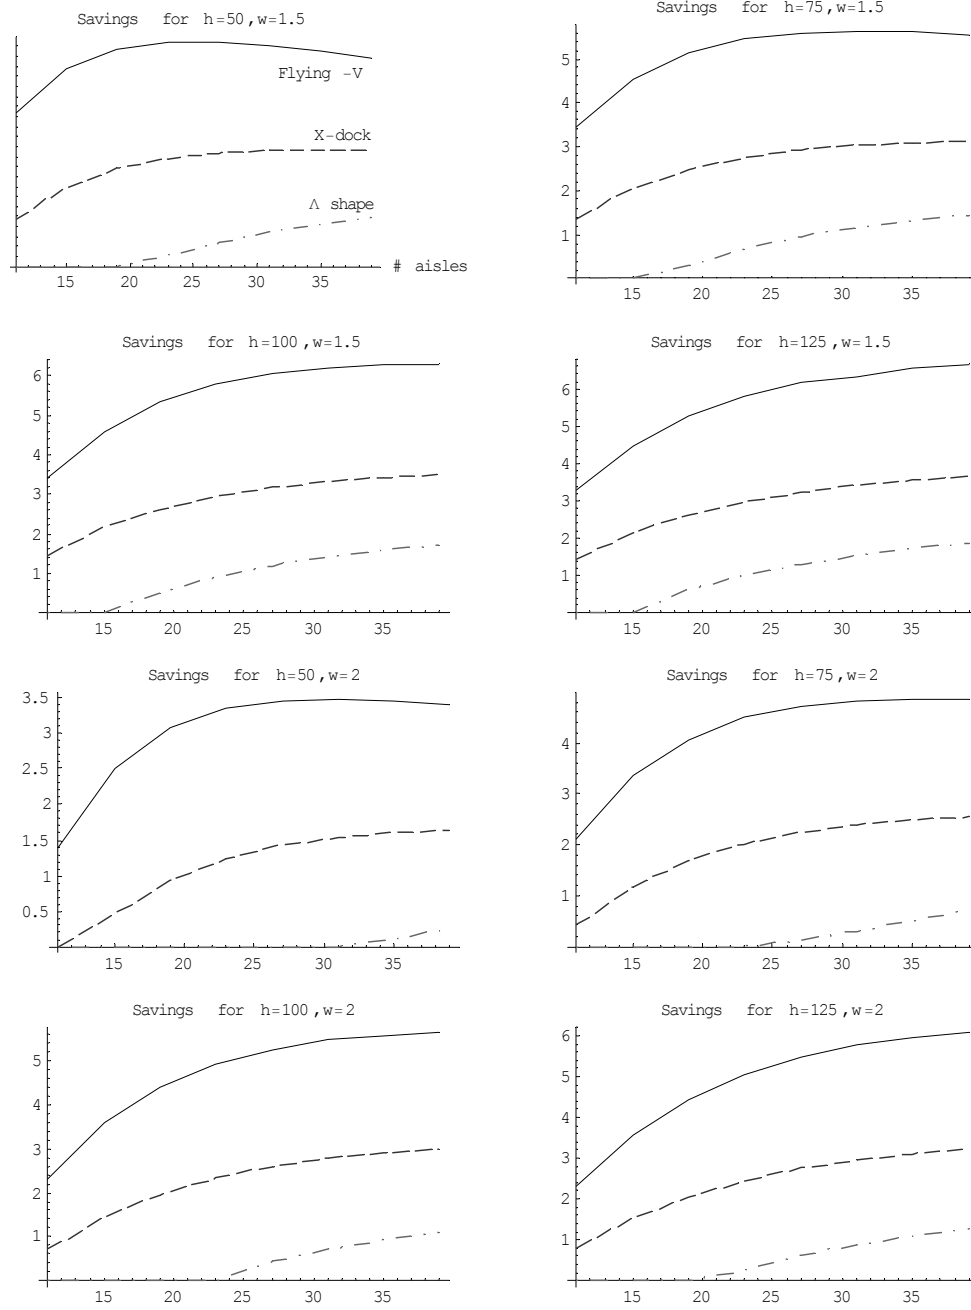 Savings for h=50,w=1.5
Flying -V
X-dock
Λ shape
# aisles
15 20 25 30 35
Savings for h=75,w=1.5
5
4
3
2
1
15 20 25 30 35
Savings for h=100,w=1.5
6
5
4
3
2
1
15 20 25 30 35
Savings for h=125,w=1.5
6
5
4
3
2
1
15 20 25 30 35
Savings for h=50,w=2
3.5
3
2.5
2
1.5
1
0.5
15 20 25 30 35
Savings for h=75,w=2
4
3
2
1
15 20 25 30 35
Savings for h=100,w=2
5
4
3
2
1
15 20 25 30 35
Savings for h=125,w=2
6
5
4
3
2
1
15 20 25 30 35